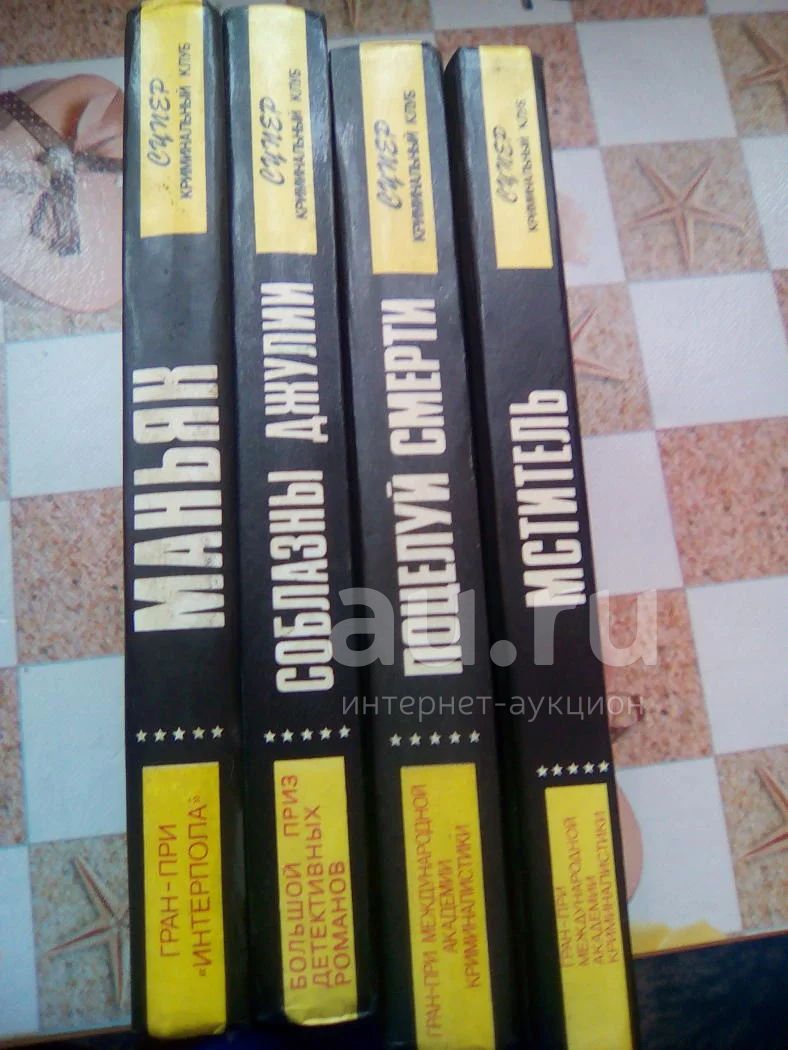 СУПЕР
КРИМИНАЛЬНЫЙ КЛУБ
МАНЬЯК
★★★★★
ГРАН-ПРИ
«ИНТЕРПОЛА»
СУПЕР
КРИМИНАЛЬНЫЙ КЛУБ
СОБЛАЗНЫ ДЖУЛИИ
★★★★★
БОЛЬШОЙ ПРИЗ
ДЕТЕКТИВНЫХ
РОМАНОВ
СУПЕР
КРИМИНАЛЬНЫЙ КЛУБ
ПОЦЕЛУЙ СМЕРТИ
★★★★★
ГРАН-ПРИ МЕЖДУНАРОДНОЙ
АКАДЕМИИ
КРИМИНАЛИСТИКИ
СУПЕР
КРИМИНАЛЬНЫЙ КЛУБ
МСТИТЕЛЬ
★★★★★
ГРАН-ПРИ
МЕЖДУНАРОДНОЙ
АКАДЕМИИ
КРИМИНАЛИСТИКИ
au.ru
интернет-аукцион